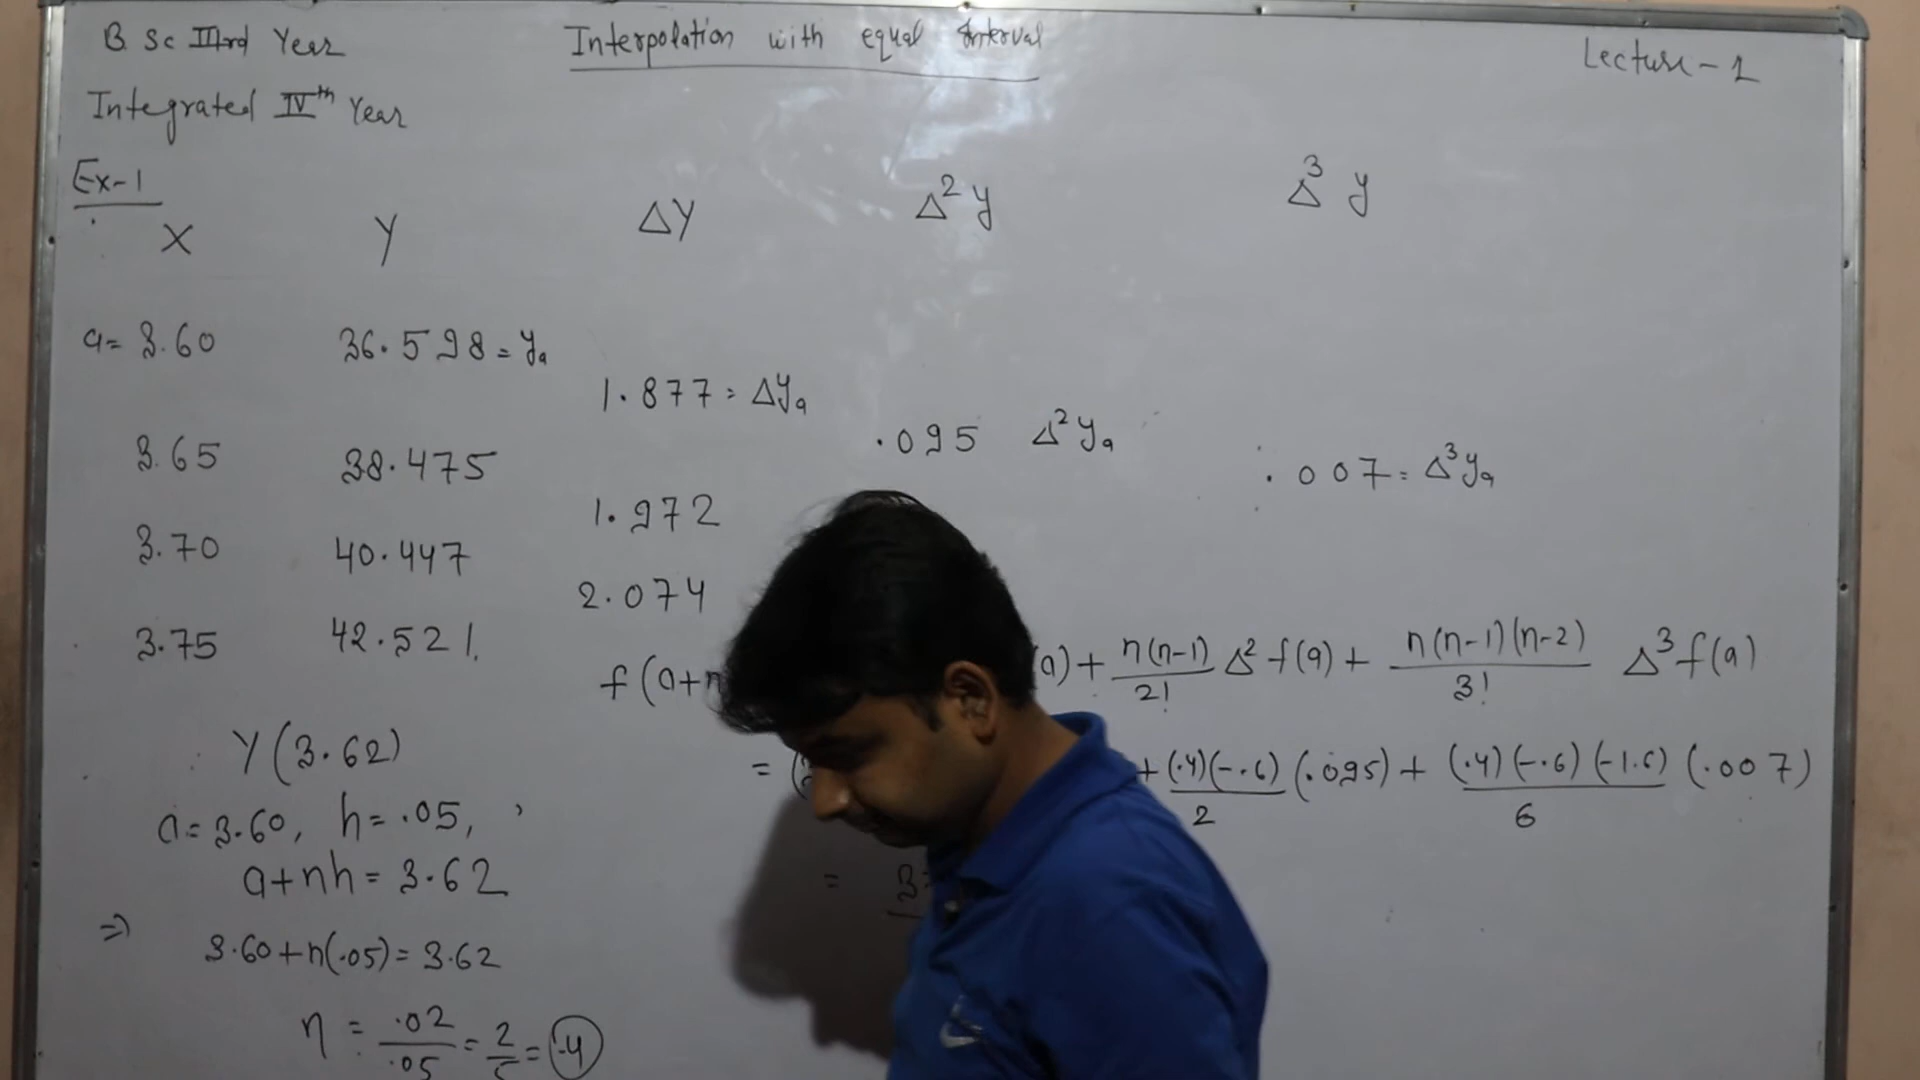 B Sc IIIrd Year
Interpolation with equal Interval
Lecture - 1
Integrated IVth Year
Ex-1
X Y ΔY Δ²y Δ³ y
a= 3.60 36.598 = yₐ
1.877 = Δyₐ
.095 Δ²yₐ
.007 = Δ³yₐ
3.65 38.475
1.972
3.70 40.447
2.074
3.75 42.521.
f(a+n (a) + n(n-1)/2! Δ² f(a) + n(n-1)(n-2)/3! Δ³ f(a)
Y(3.62)
= ( + (.4)(-.6)/2 (.095) + (.4)(-.6)(-1.6)/6 (.007)
a = 3.60, h = .05,
a+nh = 3.62
= 3
⇒ 3.60+n(.05) = 3.62
n = .02/.05 = 2/5 = .4